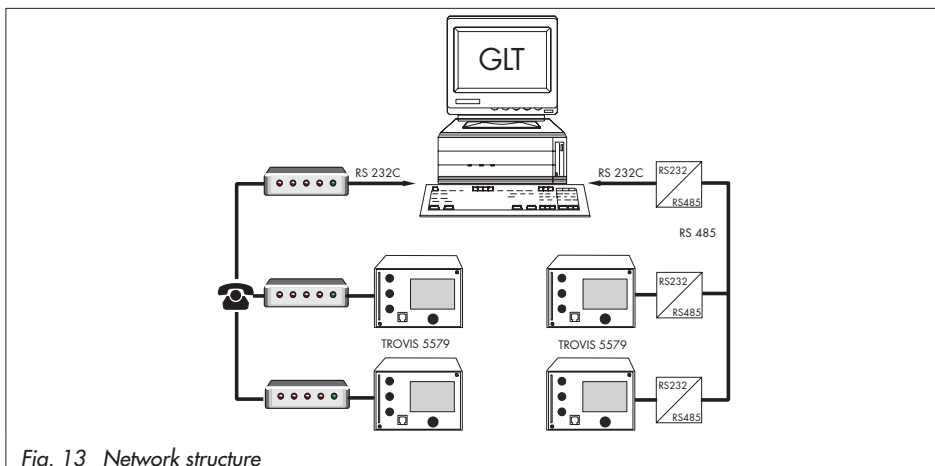 GLT
RS 232C
RS 232C
RS232
RS485
RS 485
RS232
RS485
TROVIS 5579
TROVIS 5579
RS232
RS485
Fig. 13 Network structure